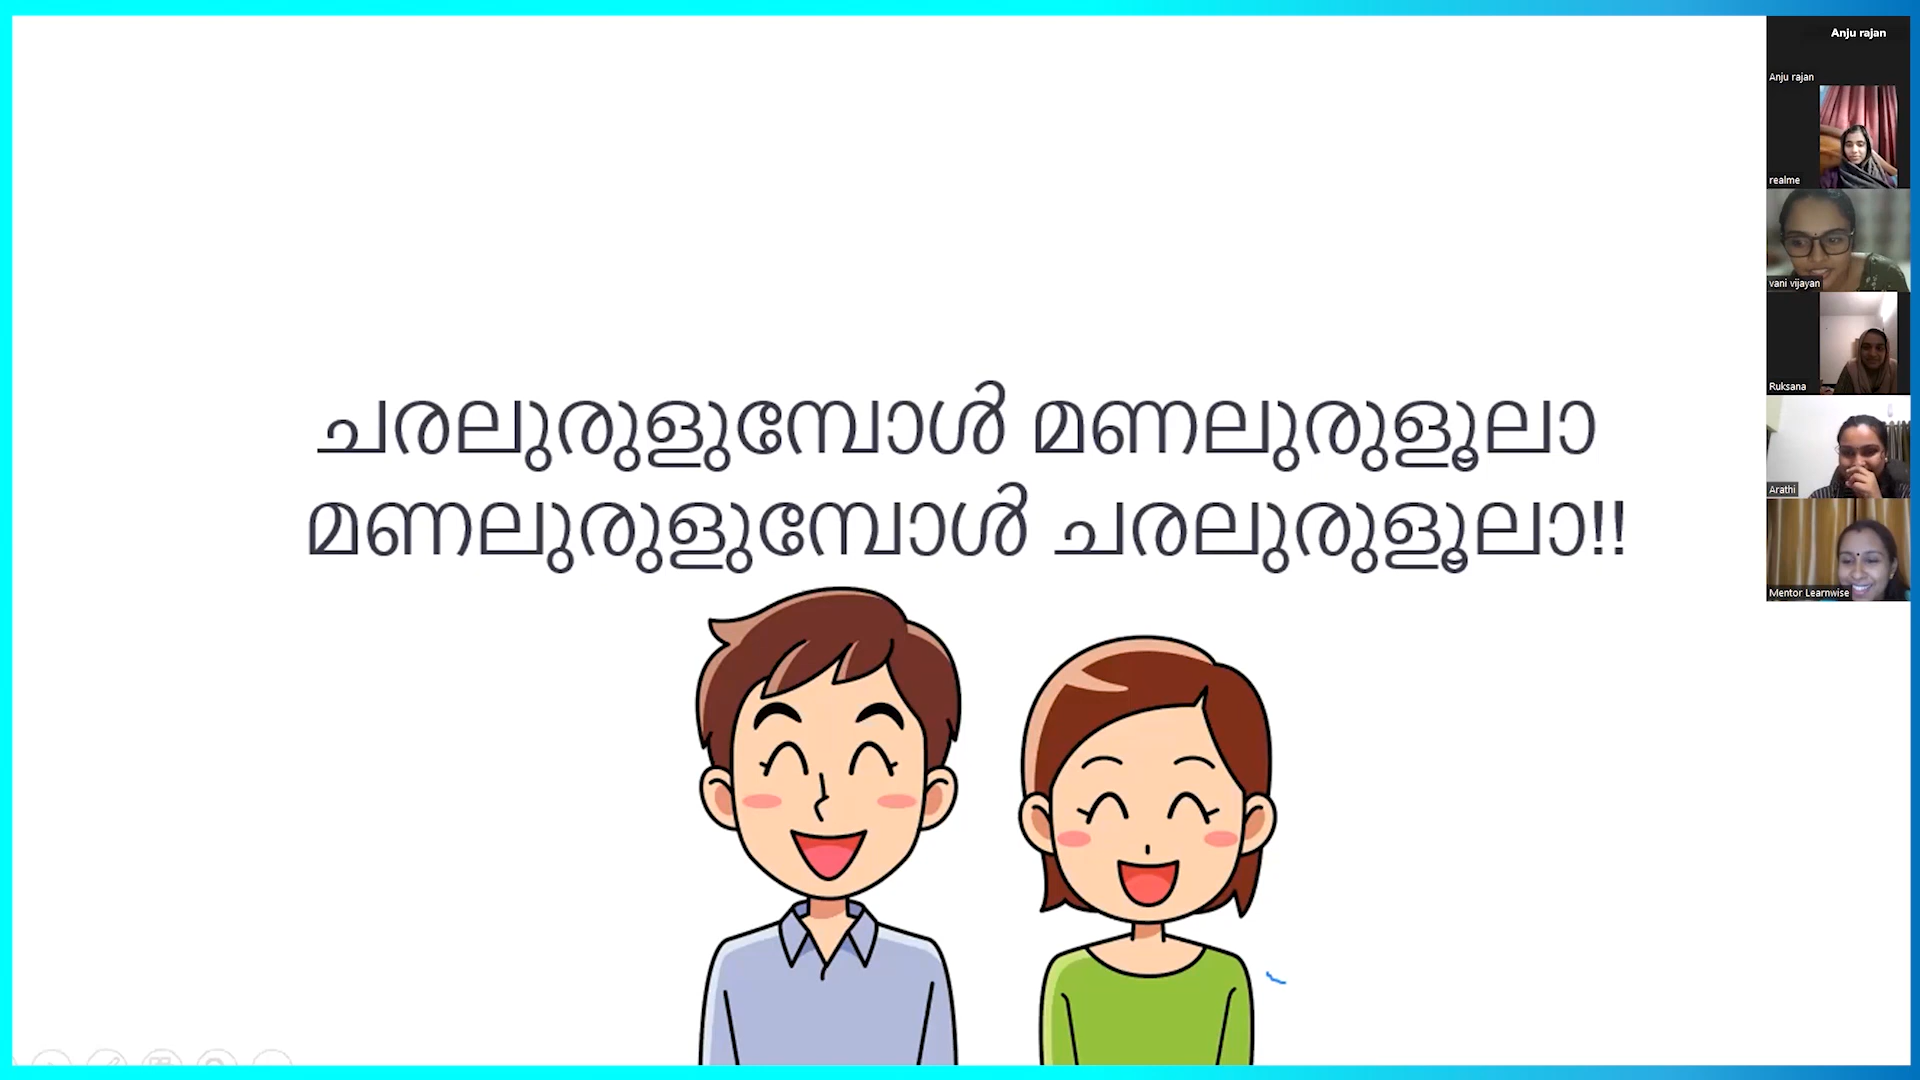 ചരലുരുളുമ്പോൾ മണലുരുളൂലാ
മണലുരുളുമ്പോൾ ചരലുരുളൂലാ!!
Anju rajan
Anju rajan
realme
vani vijayan
Ruksana
Arathi
Mentor Learnwise